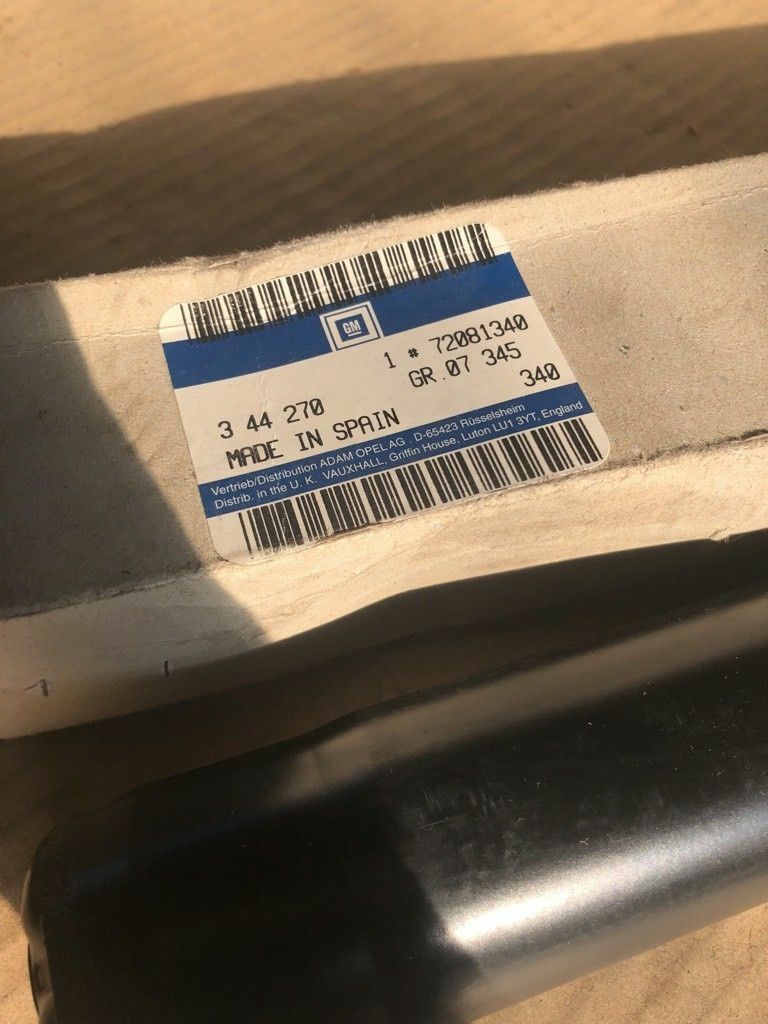 GM
1 # 72081340
GR.07 345
3 44 270
340
MADE IN SPAIN
Vertrieb/Distribution ADAM OPEL AG . D-65423 Rüsselsheim
Distrib. in the U. K. VAUXHALL, Griffin House, Luton LU1 3YT, England